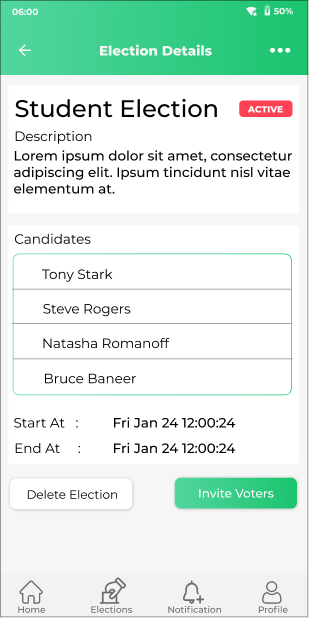 06:00 50%
Election Details
Student Election ACTIVE
Description
Lorem ipsum dolor sit amet, consectetur
adipiscing elit. Ipsum tincidunt nisl vitae
elementum at.
Candidates
Tony Stark
Steve Rogers
Natasha Romanoff
Bruce Baneer
Start At : Fri Jan 24 12:00:24
End At : Fri Jan 24 12:00:24
Delete Election Invite Voters
Home Elections Notification Profile